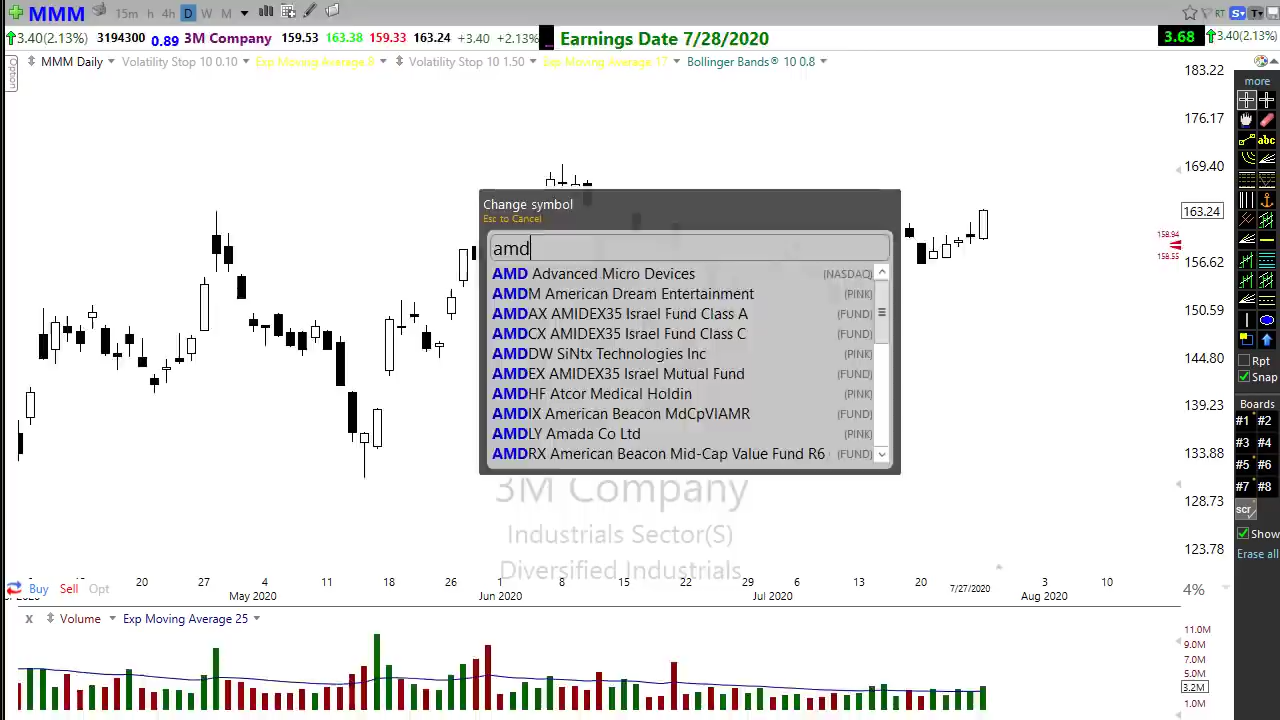 MMM 15m h 4h D W M RT S T
3.40(2.13%) 3194300 0.89 3M Company 159.53 163.38 159.33 163.24 +3.40 +2.13% Earnings Date 7/28/2020 3.68 3.40(2.13%)
Option MMM Daily Volatility Stop 10 0.10 Exp Moving Average 8 Volatility Stop 10 1.50 Exp Moving Average 17 Bollinger Bands® 10 0.8
183.22
more
176.17
abc
169.40
163.24
158.94
158.55
156.62
150.59
144.80
139.23
133.88
128.73
123.78
Change symbol
Esc to Cancel
amd
AMD Advanced Micro Devices (NASDAQ)
AMDM American Dream Entertainment (PINK)
AMDAX AMIDEX35 Israel Fund Class A (FUND)
AMDCX AMIDEX35 Israel Fund Class C (FUND)
AMDDW SiNtx Technologies Inc (PINK)
AMDEX AMIDEX35 Israel Mutual Fund (FUND)
AMDHF Atcor Medical Holdin (PINK)
AMDIX American Beacon MdCpVIAMR (FUND)
AMDLY Amada Co Ltd (PINK)
AMDRX American Beacon Mid-Cap Value Fund R6 (FUND)
3M Company
Industrials Sector(S)
Diversified Industrials
Rpt
Snap
Boards
#1 #2
#3 #4
#5 #6
#7 #8
scr
Show
Erase all
20 27 4 11 18 26 1 8 15 22 29 6 13 20 7/27/2020 3 10
May 2020 Jun 2020 Jul 2020 Aug 2020
Buy Sell Opt
4%
X Volume Exp Moving Average 25
11.0M
9.0M
7.0M
5.0M
3.2M
1.0M